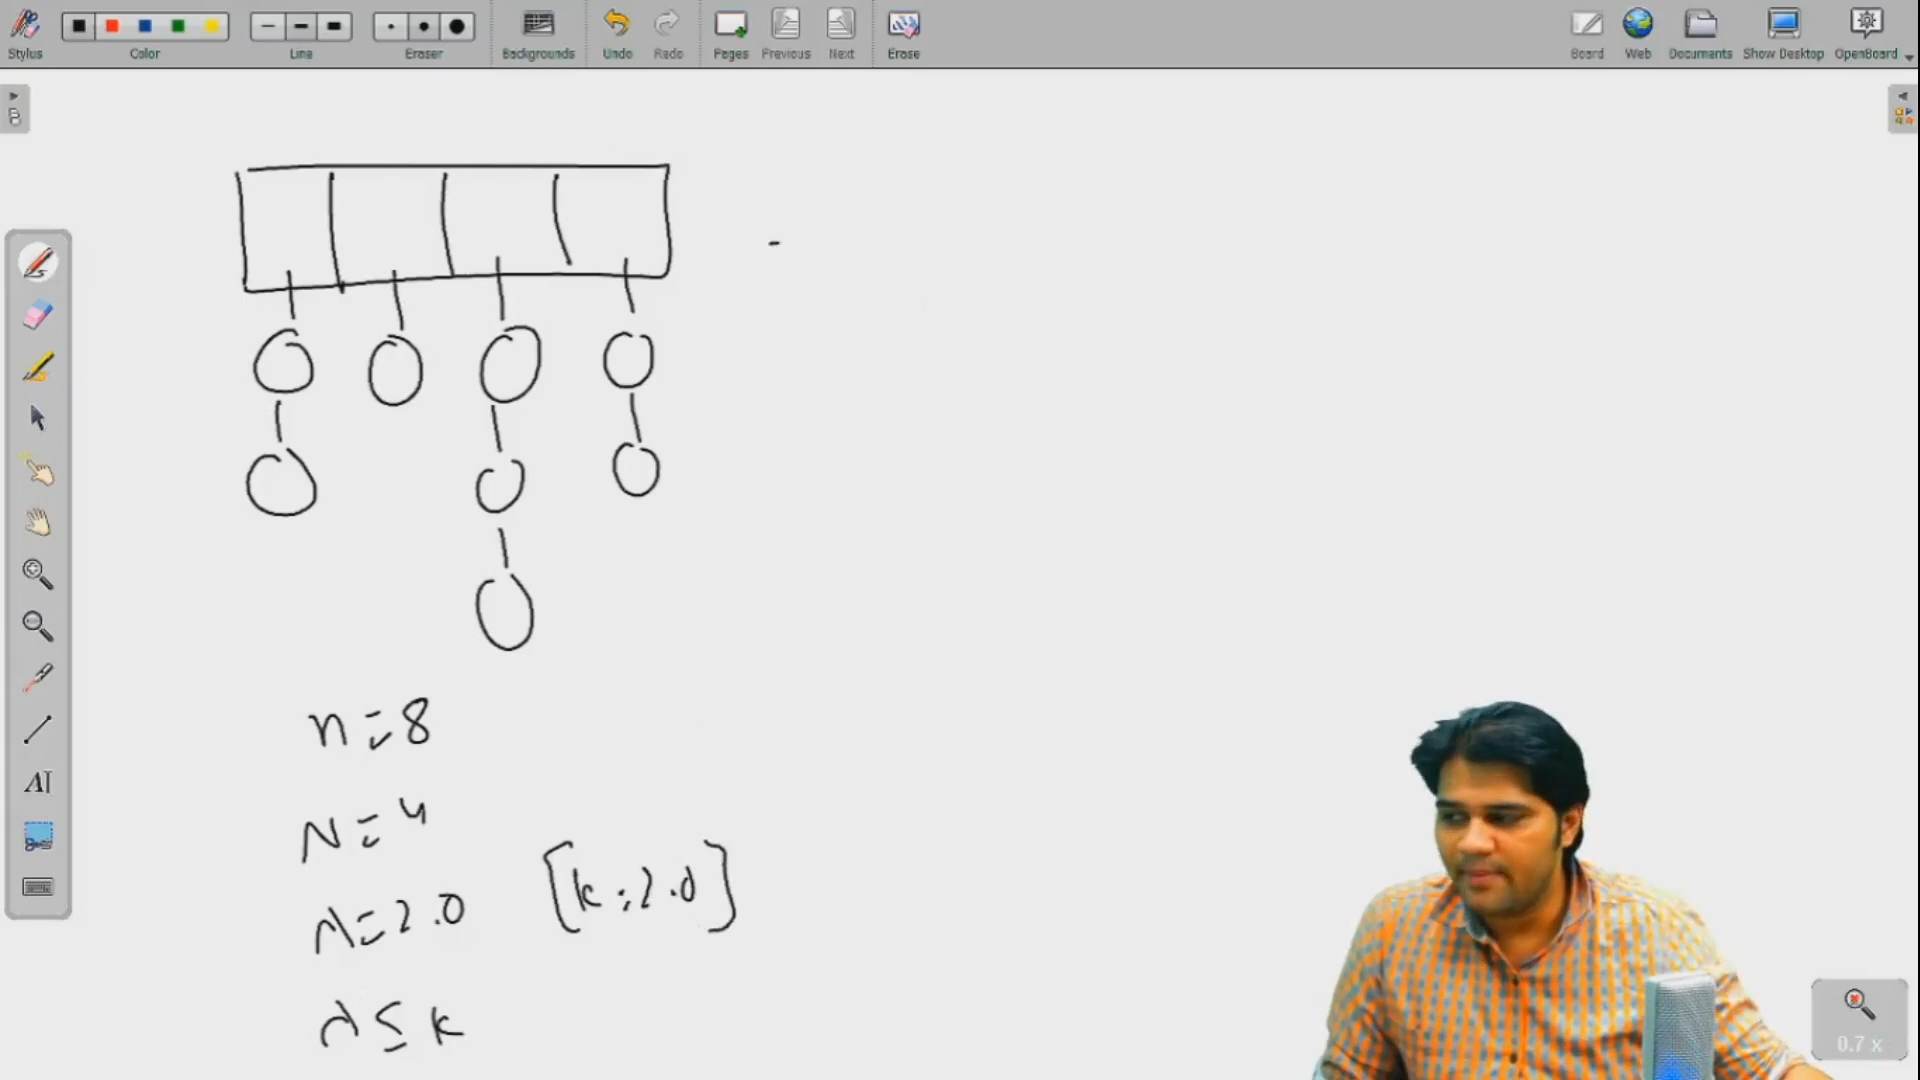 Stylus
Color
Line
Eraser
Backgrounds
Undo
Redo
Pages
Previous
Next
Erase
Board
Web
Documents
Show Desktop
OpenBoard
n = 8
N = 4
λ = 2.0 [k = 2.0]
λ ≤ k
0.7 x